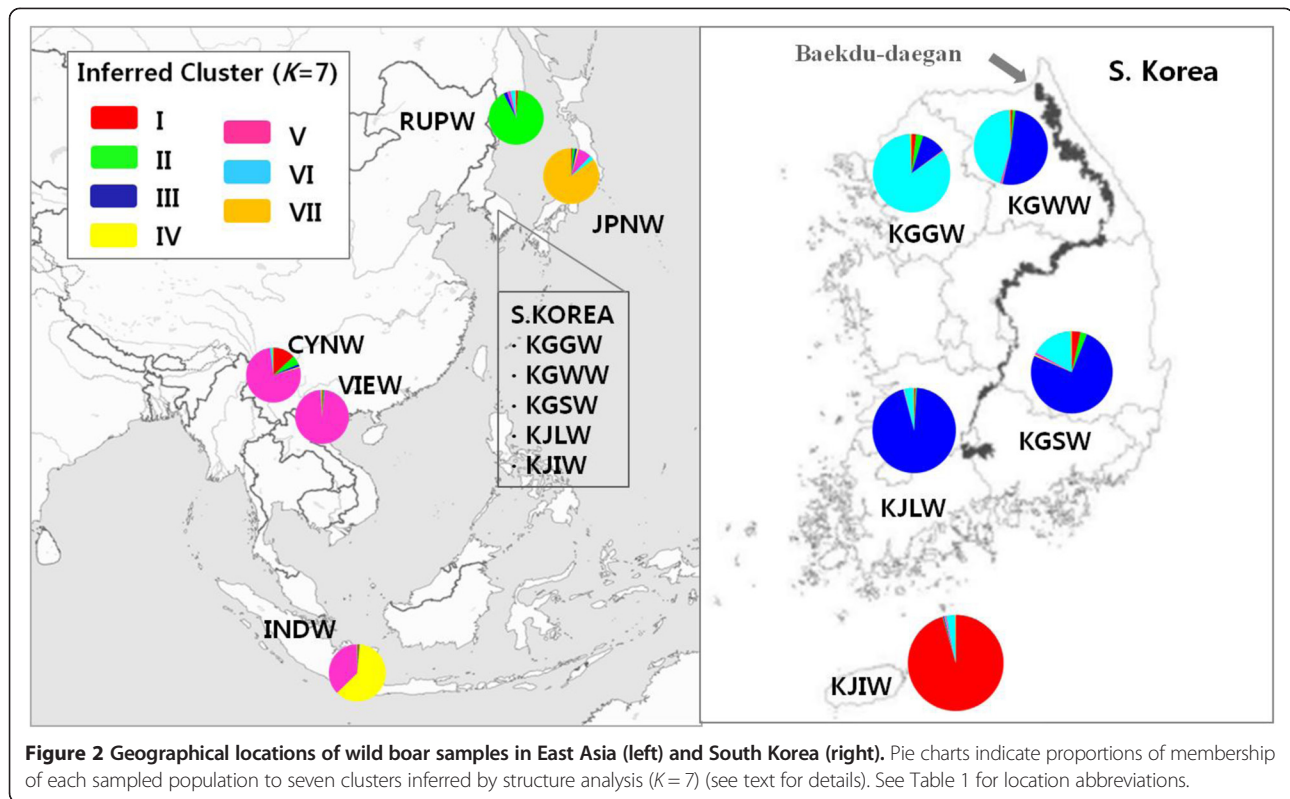 Inferred Cluster (K=7)
I
II
III
IV
V
VI
VII
RUPW
JPNW
CYNW
VIEW
INDW
S.KOREA
· KGGW
· KGWW
· KGSW
· KJLW
· KJIW
Baekdu-daegan
S. Korea
KGGW
KGWW
KGSW
KJLW
KJIW
Figure 2 Geographical locations of wild boar samples in East Asia (left) and South Korea (right). Pie charts indicate proportions of membership
of each sampled population to seven clusters inferred by structure analysis (K = 7) (see text for details). See Table 1 for location abbreviations.